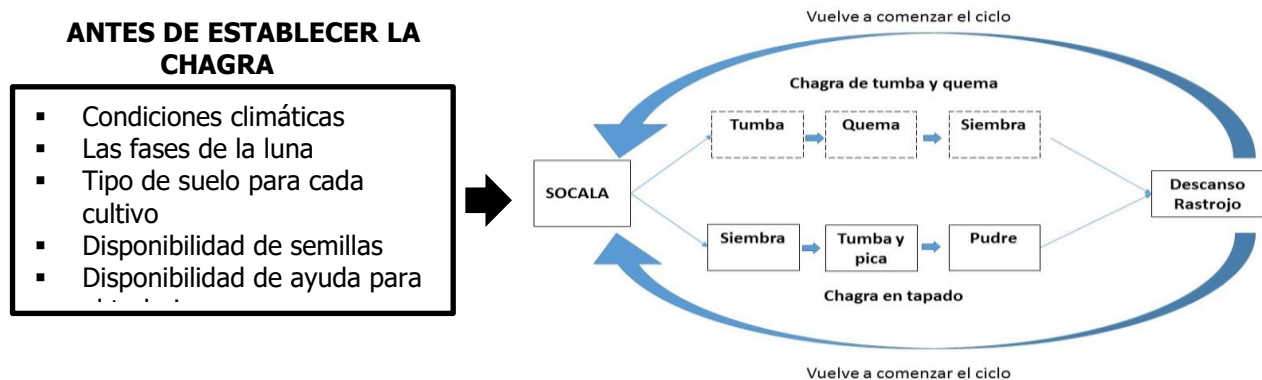 ANTES DE ESTABLECER LA
CHAGRA
▪ Condiciones climáticas
▪ Las fases de la luna
▪ Tipo de suelo para cada
cultivo
▪ Disponibilidad de semillas
▪ Disponibilidad de ayuda para
Vuelve a comenzar el ciclo
Chagra de tumba y quema
Tumba
Quema
Siembra
SOCALA
Descanso
Rastrojo
Siembra
Tumba y
pica
Pudre
Chagra en tapado
Vuelve a comenzar el ciclo